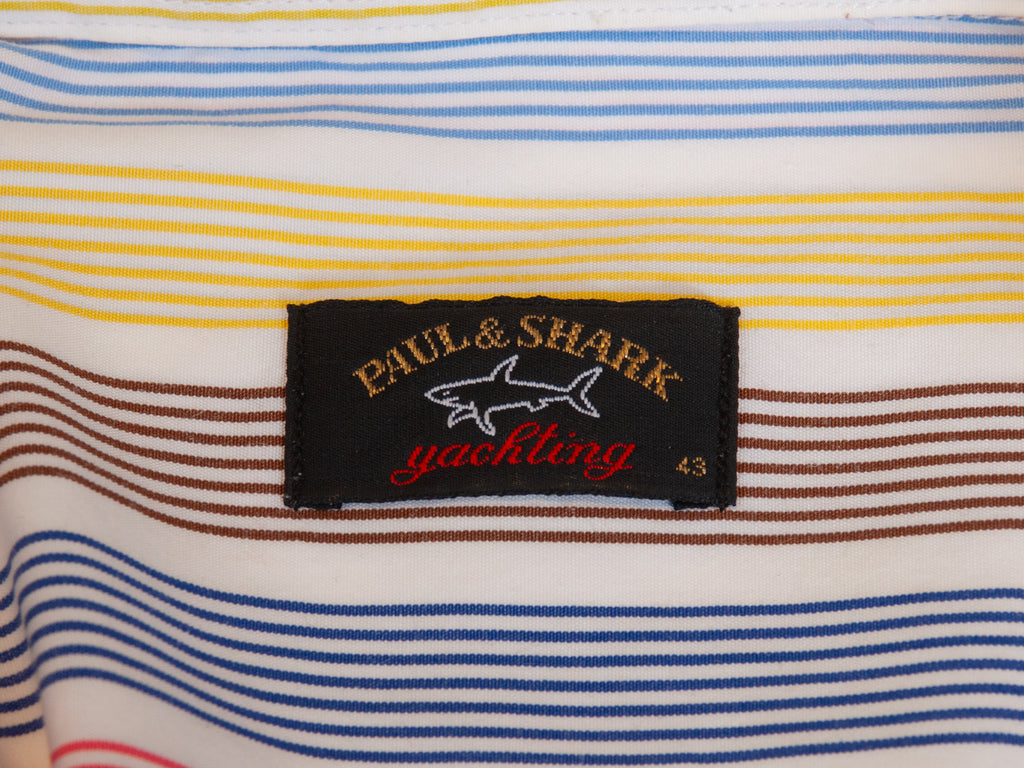 PAUL & SHARK
yachting
43